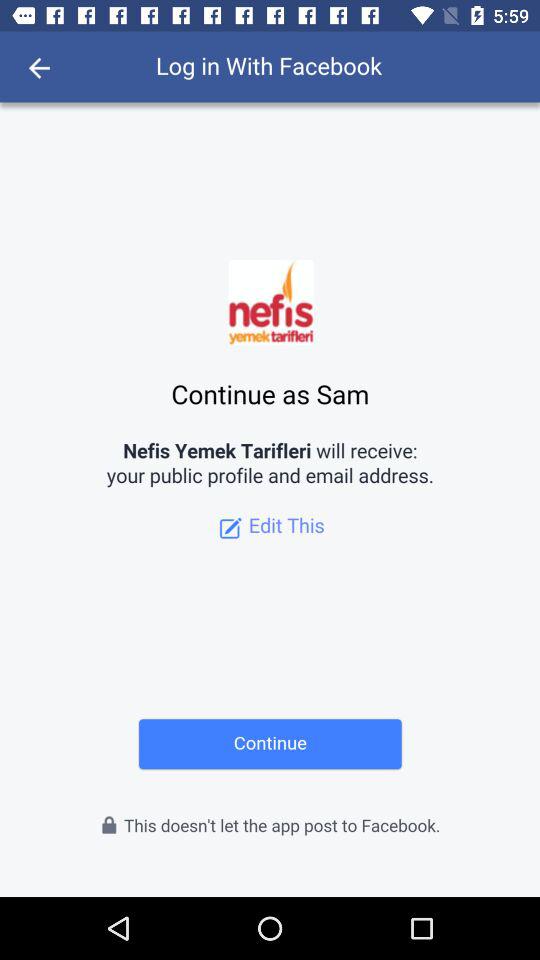 5:59
Log in With Facebook
nefis
yemektarifleri
Continue as Sam
Nefis Yemek Tarifleri will receive:
your public profile and email address.
Edit This
Continue
This doesn't let the app post to Facebook.